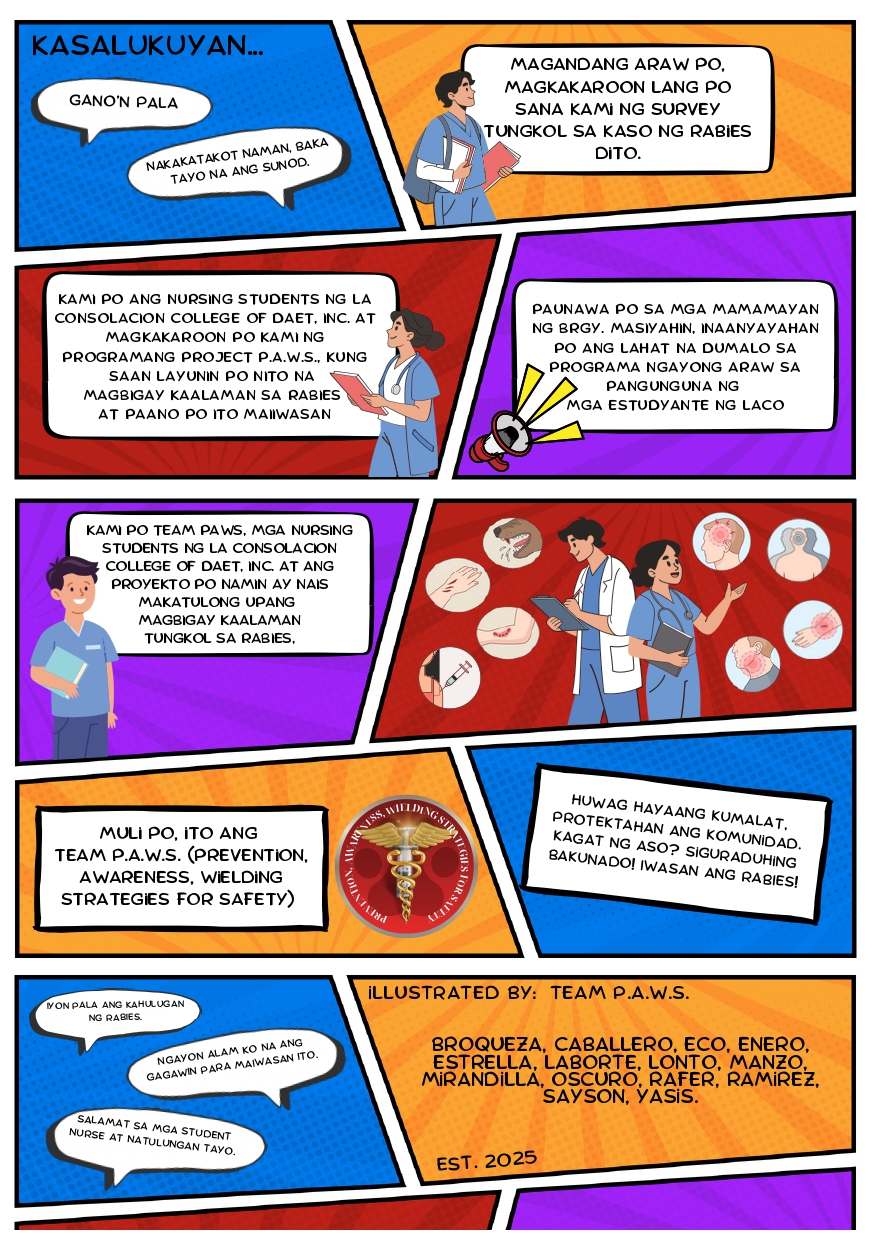 KASALUKUYAN...
GANO'N PALA
NAKAKATAKOT NAMAN, BAKA
TAYO NA ANG SUNOD.
MAGANDANG ARAW PO,
MAGKAKAROON LANG PO
SANA KAMI NG SURVEY
TUNGKOL SA KASO NG RABIES
DITO.
KAMI PO ANG NURSING STUDENTS NG LA
CONSOLACION COLLEGE OF DAET, INC. AT
MAGKAKAROON PO KAMI NG
PROGRAMANG PROJECT P.A.W.S., KUNG
SAAN LAYUNIN PO NITO NA
MAGBIGAY KAALAMAN SA RABIES
AT PAANO PO ITO MAIIWASAN
PAUNAWA PO SA MGA MAMAMAYAN
NG BRGY. MASIYAHIN, INAANYAYAHAN
PO ANG LAHAT NA DUMALO SA
PROGRAMA NGAYONG ARAW SA
PANGUNGUNA NG
MGA ESTUDYANTE NG LACO
KAMI PO TEAM PAWS, MGA NURSING
STUDENTS NG LA CONSOLACION
COLLEGE OF DAET, INC. AT ANG
PROYEKTO PO NAMIN AY NAIS
MAKATULONG UPANG
MAGBIGAY KAALAMAN
TUNGKOL SA RABIES,
MULI PO, ITO ANG
TEAM P.A.W.S. (PREVENTION,
AWARENESS, WIELDING
STRATEGIES FOR SAFETY)
PREVENTION, AWARENESS, WIELDING STRATEGIES FOR SAFETY
HUWAG HAYAANG KUMALAT,
PROTEKTAHAN ANG KOMUNIDAD.
KAGAT NG ASO? SIGURADUHING
BAKUNADO! IWASAN ANG RABIES!
IYON PALA ANG KAHULUGAN
NG RABIES.
NGAYON ALAM KO NA ANG
GAGAWIN PARA MAIWASAN ITO.
SALAMAT SA MGA STUDENT
NURSE AT NATULUNGAN TAYO.
ILLUSTRATED BY: TEAM P.A.W.S.
BROQUEZA, CABALLERO, ECO, ENERO,
ESTRELLA, LABORTE, LONTO, MANZO,
MIRANDILLA, OSCURO, RAFER, RAMIREZ,
SAYSON, YASIS.
EST. 2025